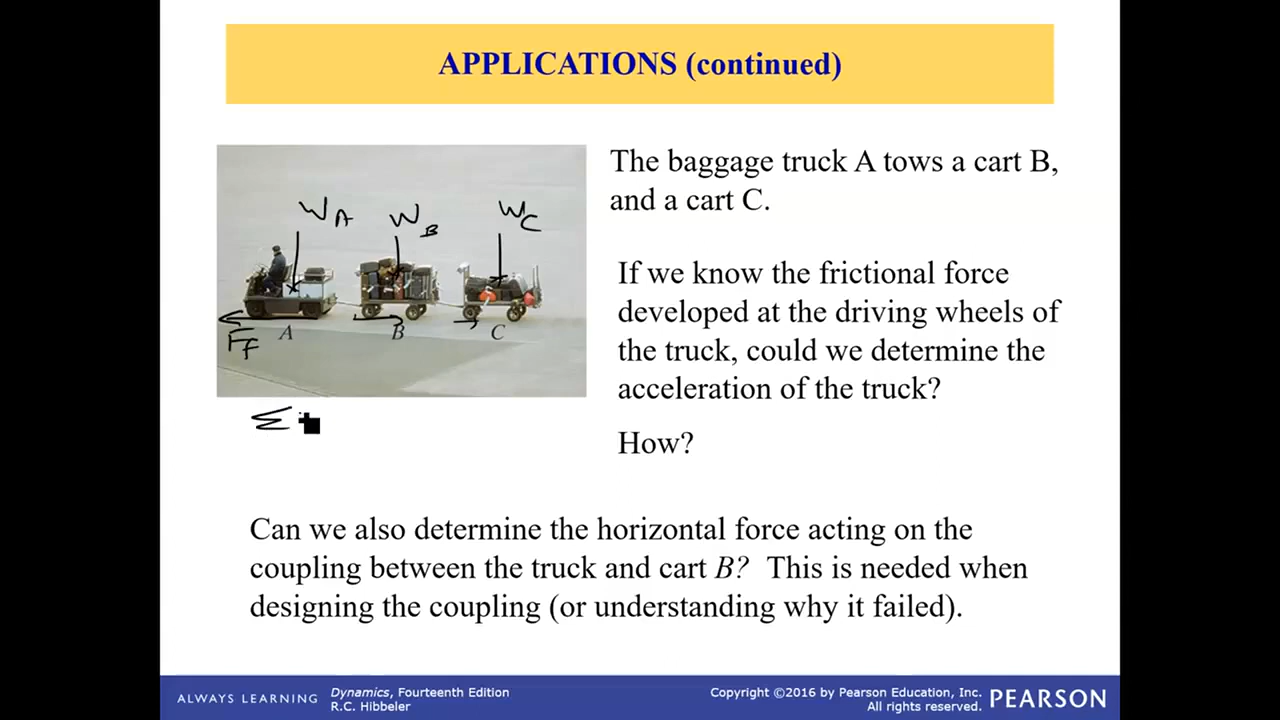 APPLICATIONS (continued)
W_A
W_B
W_C
A
B
C
F_f
Σ
The baggage truck A tows a cart B,
and a cart C.
If we know the frictional force
developed at the driving wheels of
the truck, could we determine the
acceleration of the truck?
How?
Can we also determine the horizontal force acting on the
coupling between the truck and cart B? This is needed when
designing the coupling (or understanding why it failed).
ALWAYS LEARNING
Dynamics, Fourteenth Edition
R.C. Hibbeler
Copyright ©2016 by Pearson Education, Inc.
All rights reserved.
PEARSON